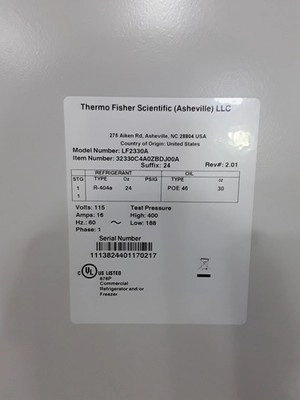 Thermo Fisher Scientific (Asheville) LLC
275 Aiken Rd, Asheville, NC 28804 USA
Country of Origin: United States
Model Number: LF2330A
Item Number: 32330C4A0ZBDJ00A
Suffix: 24 Rev#: 2.01
REFRIGERANT OIL
STG TYPE Oz PSIG TYPE oz
1 R-404a 24 POE 46 30
1
Volts: 115 Test Pressure
Amps: 16 High: 400
Hz.: 60 ~ Low: 188
Phase: 1
Serial Number
1113824401170217
C UL US LISTED
676P
Commercial
Refrigerator and/or
Freezer